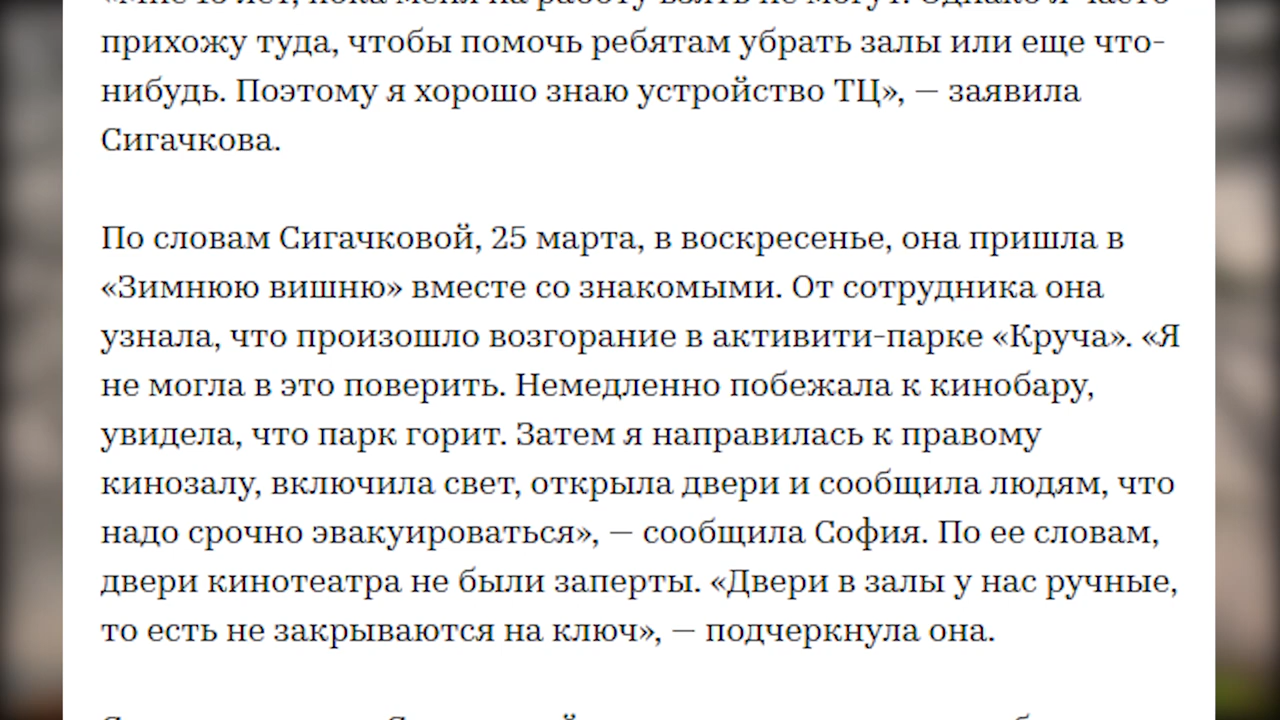 прихожу туда, чтобы помочь ребятам убрать залы или еще что-
нибудь. Поэтому я хорошо знаю устройство ТЦ», — заявила
Сигачкова.
По словам Сигачковой, 25 марта, в воскресенье, она пришла в
«Зимнюю вишню» вместе со знакомыми. От сотрудника она
узнала, что произошло возгорание в активити-парке «Круча». «Я
не могла в это поверить. Немедленно побежала к кинобару,
увидела, что парк горит. Затем я направилась к правому
кинозалу, включила свет, открыла двери и сообщила людям, что
надо срочно эвакуироваться», — сообщила София. По ее словам,
двери кинотеатра не были заперты. «Двери в залы у нас ручные,
то есть не закрываются на ключ», — подчеркнула она.